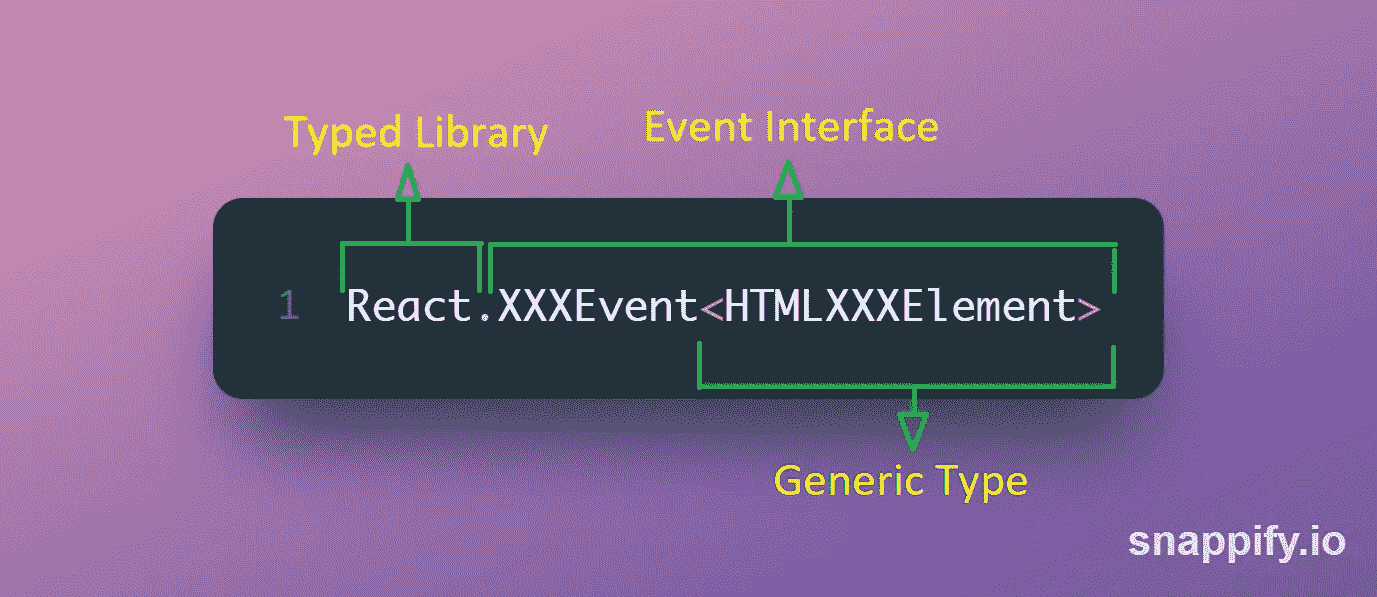 Typed Library
Event Interface
1 React.XXXEvent<HTMLXXXElement>
Generic Type
snappify.io